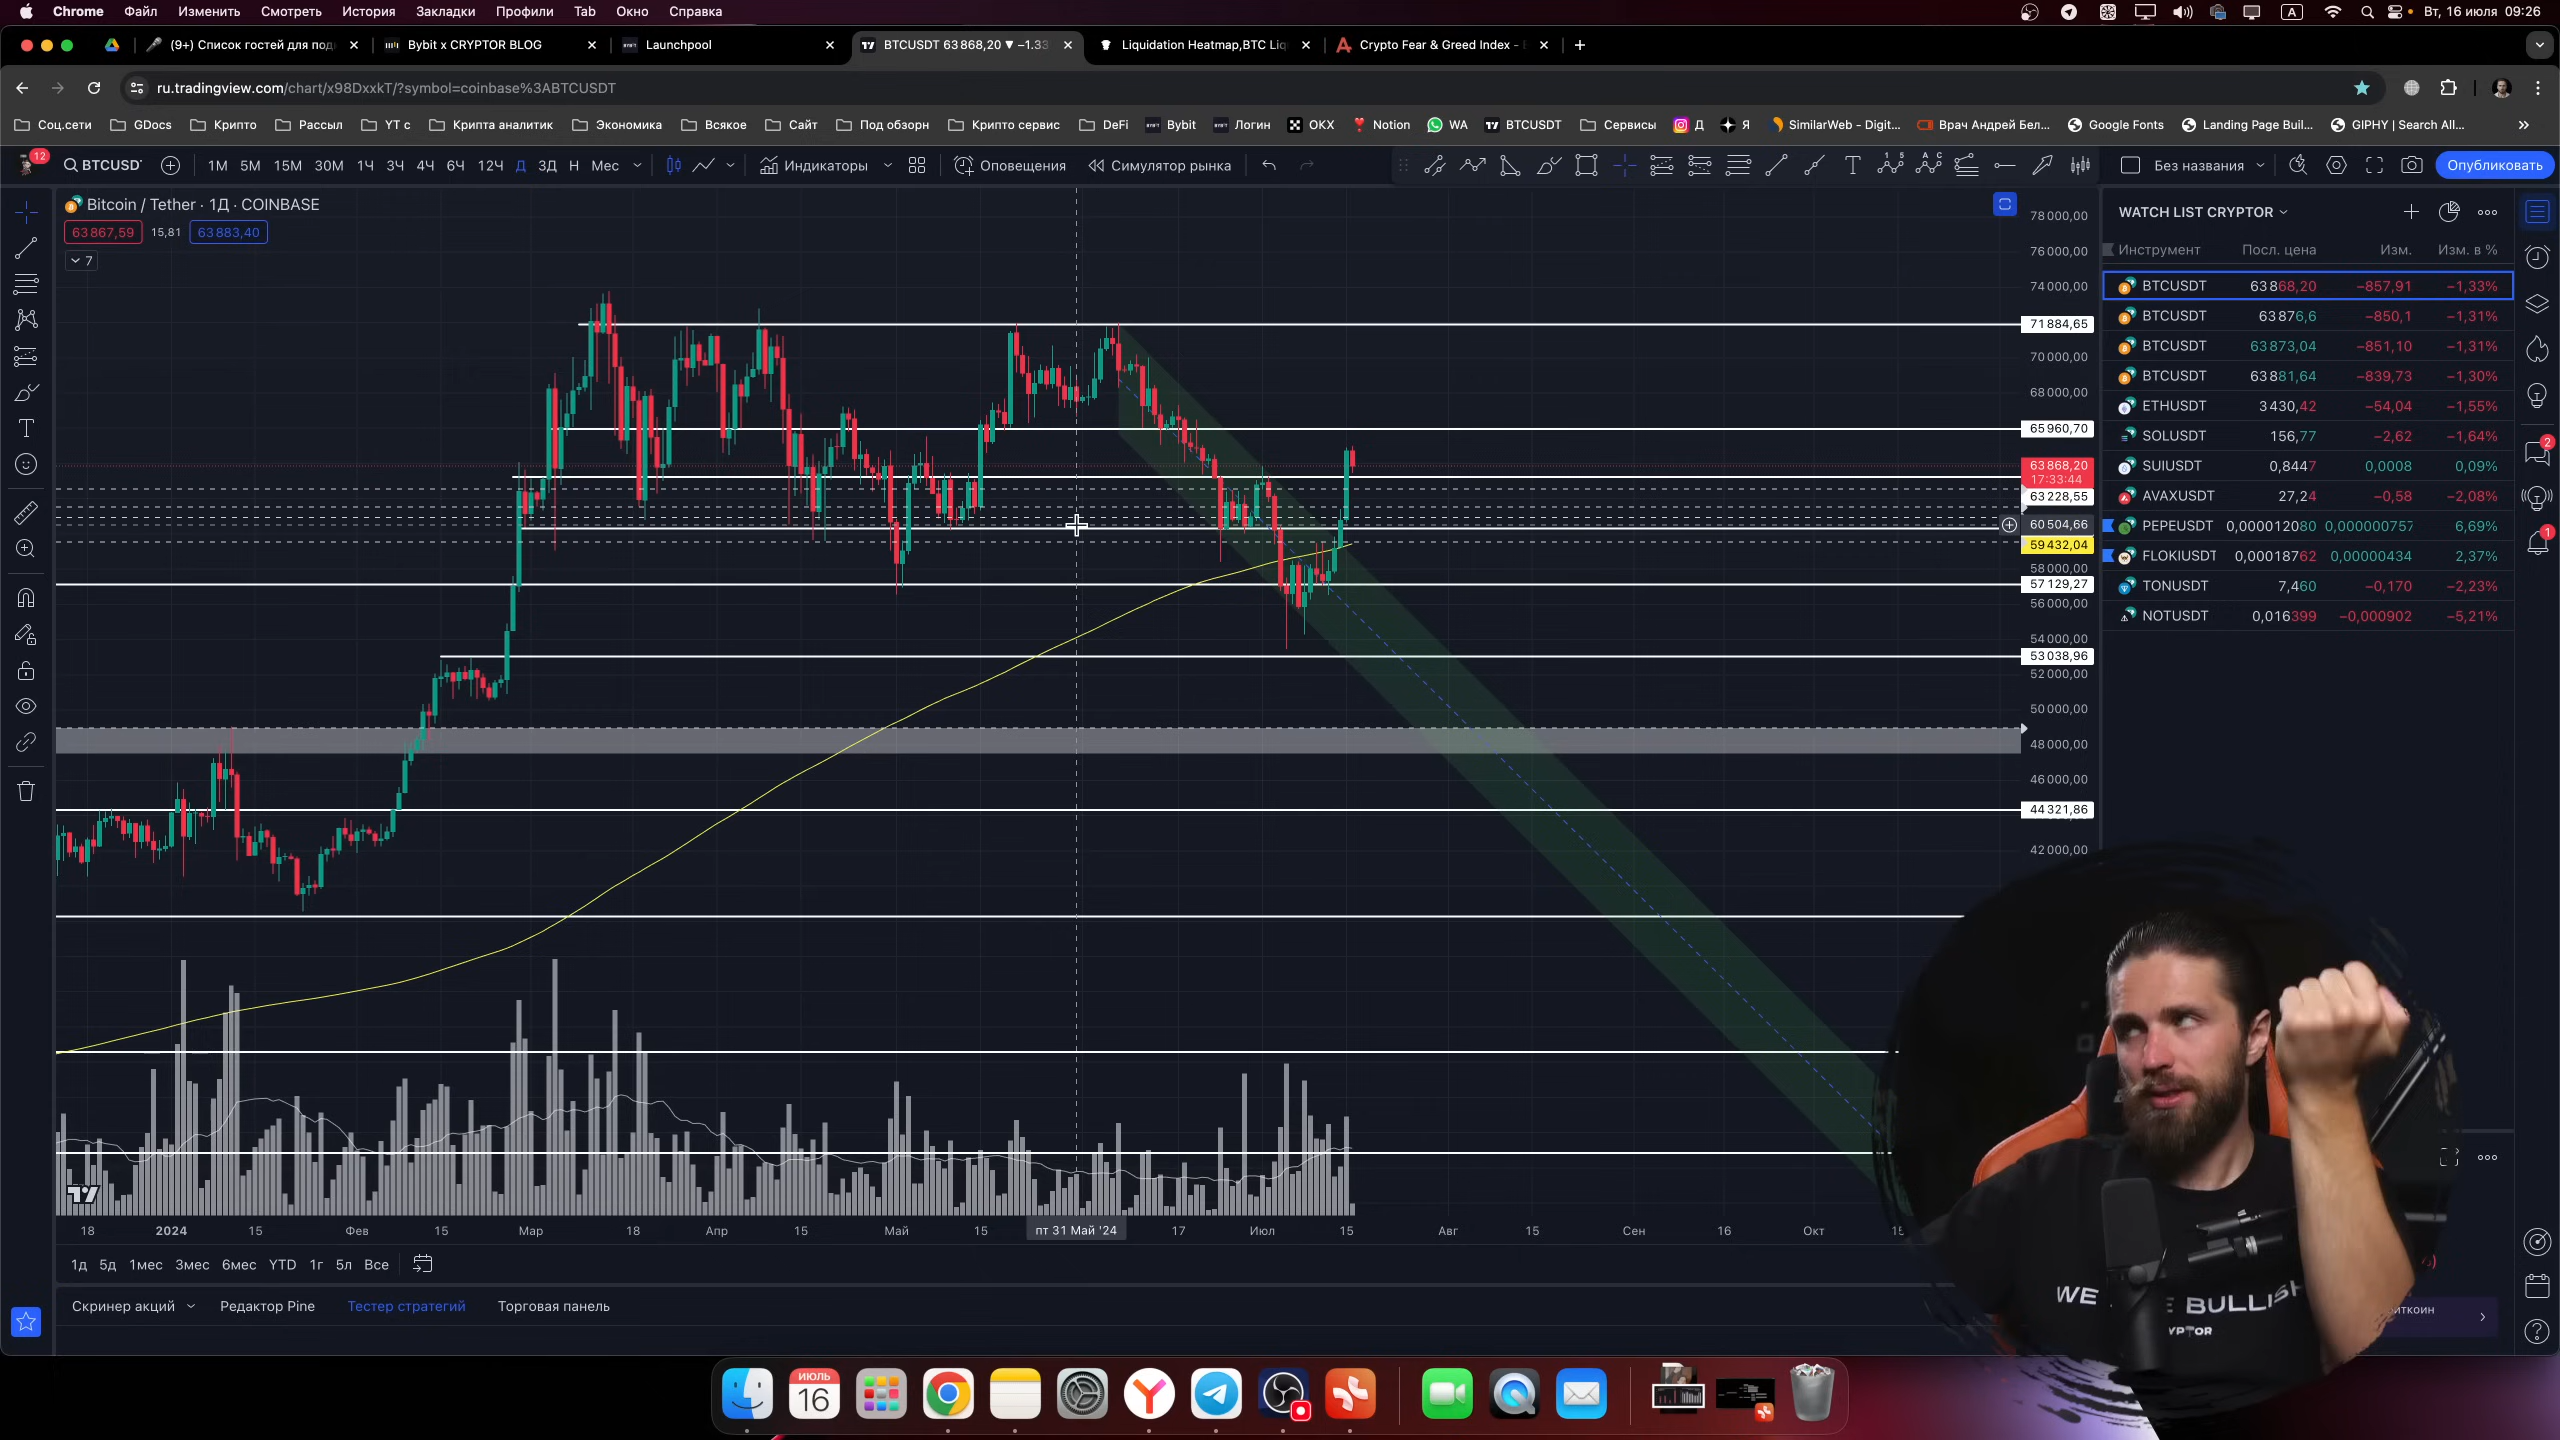 Chrome Файл Изменить Смотреть История Закладки Профили Tab Окно Справка
A Вт, 16 июля 09:26
(9+) Список гостей для под
Bybit x CRYPTOR BLOG
Launchpool
BTCUSDT 63 868,20 ▼ −1.33
Liquidation Heatmap,BTC Liq
Crypto Fear & Greed Index -
ru.tradingview.com/chart/x98DxxkT/?symbol=coinbase%3ABTCUSDT
Соц.сети GDocs Крипто Рассыл YT с Крипта аналитик Экономика Всякое Сайт Под обзорн Крипто сервис DeFi Bybit Логин OKX Notion WA BTCUSDT Сервисы Д Я SimilarWeb - Digit... Врач Андрей Бел... Google Fonts Landing Page Buil... GIPHY | Search All... »
12
BTCUSD 1М 5М 15М 30М 1Ч 3Ч 4Ч 6Ч 12Ч Д 3Д Н Мес Индикаторы Оповещения Симулятор рынка Без названия Опубликовать
Bitcoin / Tether · 1Д · COINBASE
63 867,59 15,81 63 883,40
7
78 000,00
76 000,00
74 000,00
71 884,65
70 000,00
68 000,00
65 960,70
63 868,20
17:33:44
63 228,55
60 504,66
59 432,04
58 000,00
57 129,27
56 000,00
54 000,00
53 038,96
52 000,00
50 000,00
48 000,00
46 000,00
44 321,86
42 000,00
WATCH LIST CRYPTOR
Инструмент Посл. цена Изм. Изм. в %
BTCUSDT 63 868,20 −857,91 −1,33%
BTCUSDT 63 876,6 −850,1 −1,31%
BTCUSDT 63 873,04 −851,10 −1,31%
BTCUSDT 63 881,64 −839,73 −1,30%
ETHUSDT 3 430,42 −54,04 −1,55%
SOLUSDT 156,77 −2,62 −1,64%
SUIUSDT 0,8447 0,0008 0,09%
AVAXUSDT 27,24 −0,58 −2,08%
PEPEUSDT 0,000012080 0,000000757 6,69%
FLOKIUSDT 0,00018762 0,00000434 2,37%
TONUSDT 7,460 −0,170 −2,23%
NOTUSDT 0,016399 −0,000902 −5,21%
2
1
18 2024 15 Фев 15 Мар 18 Апр 15 Май 15 пт 31 Май '24 17 Июл 15 Авг 15 Сен 16 Окт
1д 5д 1мес 3мес 6мес YTD 1г 5л Все
Скринер акций Редактор Pine Тестер стратегий Торговая панель
WE BULLISH
ИЮЛЬ
16